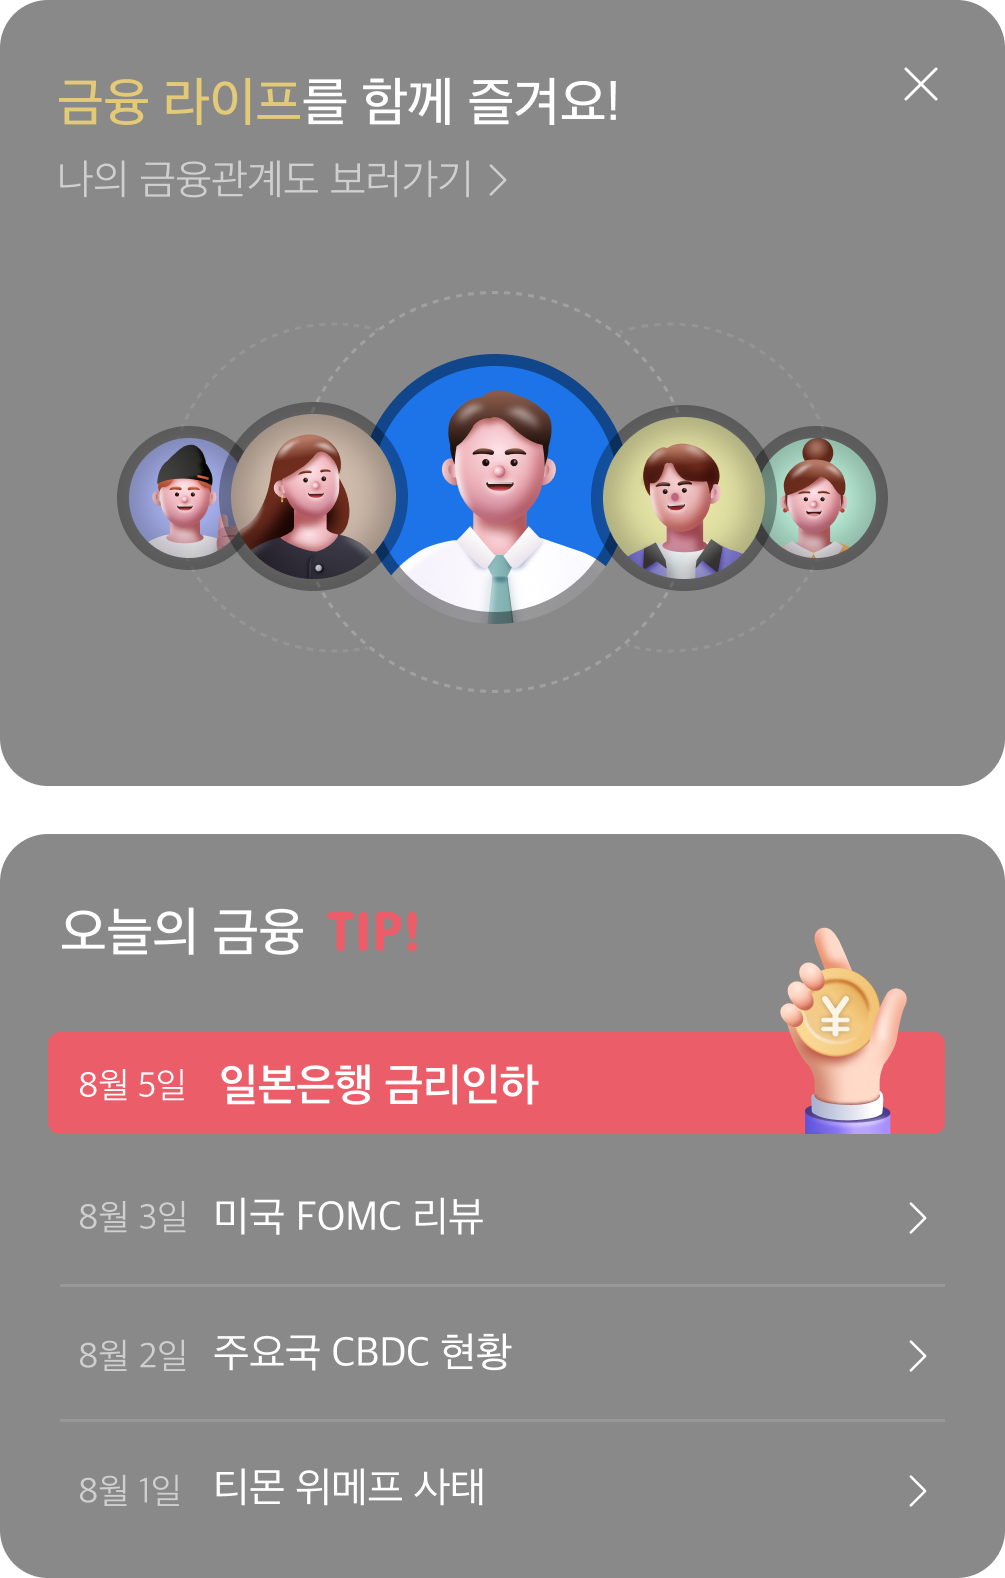 금융 라이프를 함께 즐겨요!
나의 금융관계도 보러가기
오늘의 금융 TIP!
8월 5일 일본은행 금리인하
8월 3일 미국 FOMC 리뷰
8월 2일 주요국 CBDC 현황
8월 1일 티몬 위메프 사태